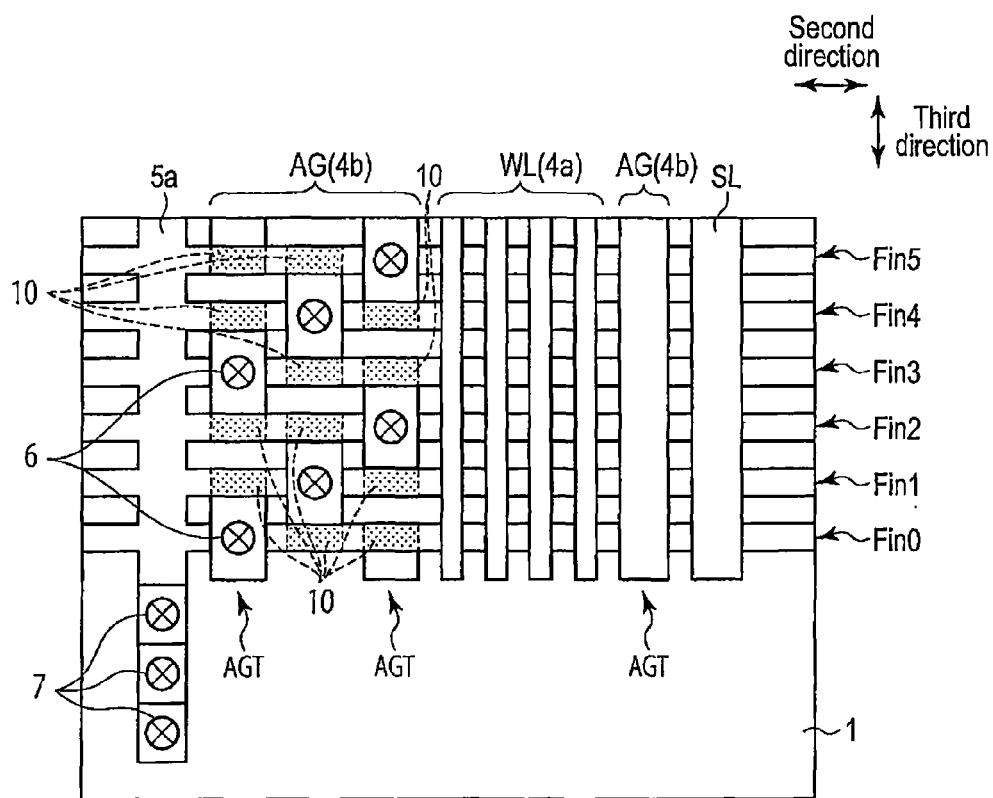 Second
direction
Third
direction
5a
AG(4b)
10
WL(4a)
AG(4b)
SL
Fin5
10
Fin4
Fin3
6
Fin2
Fin1
Fin0
10
7
AGT
AGT
AGT
1